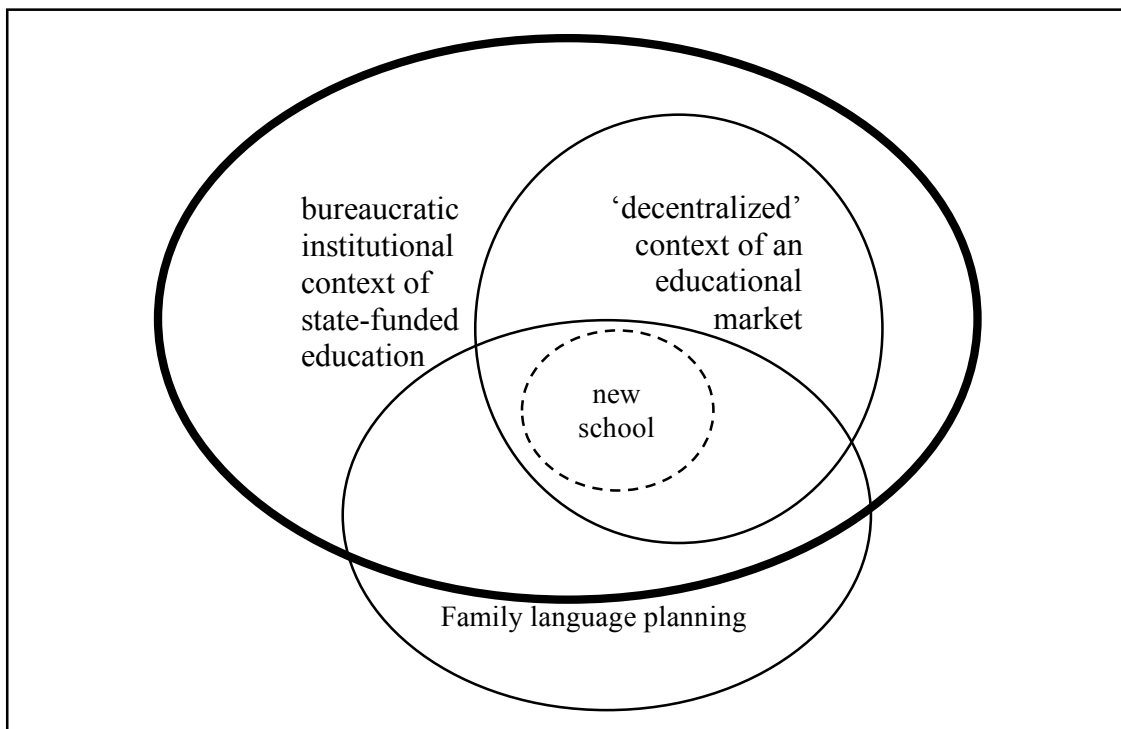 bureaucratic
institutional
context of
state-funded
education
‘decentralized’
context of an
educational
market
new
school
Family language planning